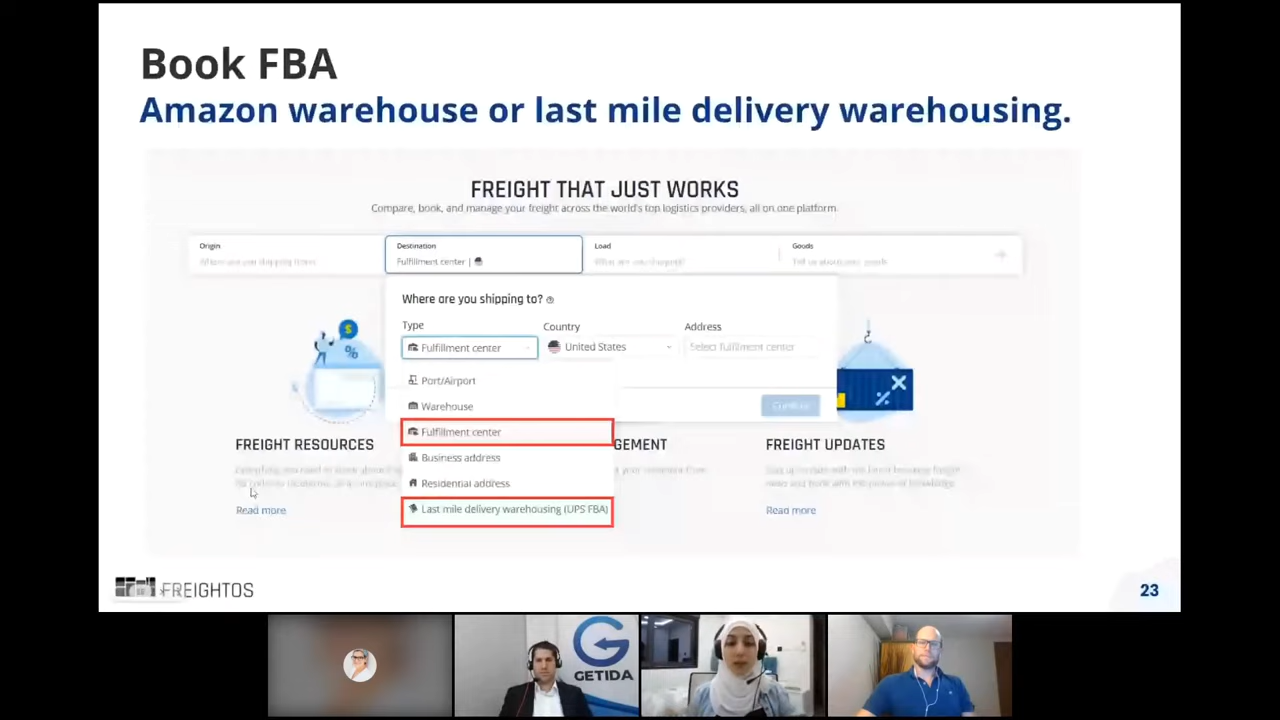 Book FBA
Amazon warehouse or last mile delivery warehousing.
FREIGHT THAT JUST WORKS
Compare, book, and manage your freight across the world's top logistics providers, all on one platform
Origin
Destination
Load
Goods
Fulfillment center |
Where are you shipping to?
Type
Country
Address
Fulfillment center
United States
Select fulfillment center
Port/Airport
Warehouse
Confirm
Fulfillment center
FREIGHT RESOURCES
GEMENT
FREIGHT UPDATES
Business address
Residential address
Read more
Last mile delivery warehousing (UPS FBA)
Read more
FREIGHTOS
23
G
GETIDA